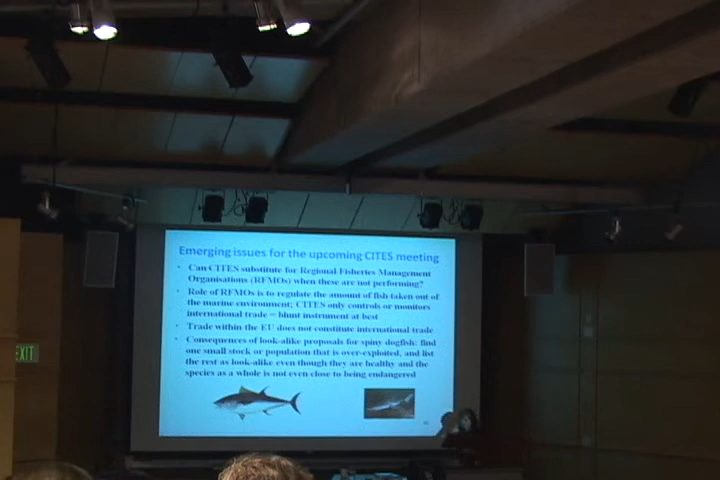 Emerging issues for the upcoming CITES meeting
• Can CITES substitute for Regional Fisheries Management
Organisations (RFMOs) when these are not performing?
• Role of RFMOs is to regulate the amount of fish taken out of
the marine environment; CITES only controls or monitors
international trade = blunt instrument at best
• Trade within the EU does not constitute international trade
• Consequences of look-alike proposals for spiny dogfish: find
one small stock or population that is over-exploited, and list
the rest as look-alike even though they are healthy and the
species as a whole is not even close to being endangered
EXIT